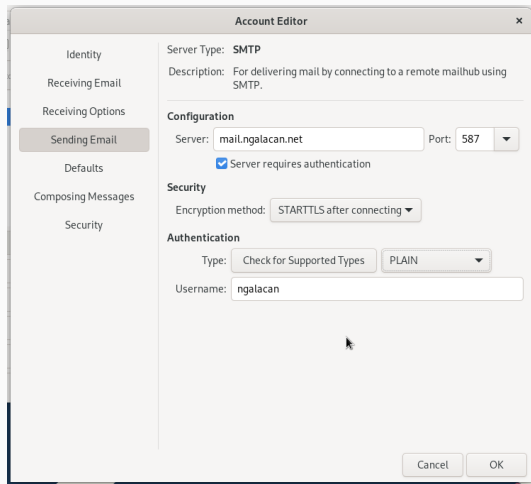 Account Editor ×
Identity
Receiving Email
Receiving Options
Sending Email
Defaults
Composing Messages
Security
Server Type: SMTP
Description: For delivering mail by connecting to a remote mailhub using
SMTP.
Configuration
Server: mail.ngalacan.net Port: 587
Server requires authentication
Security
Encryption method: STARTTLS after connecting
Authentication
Type: Check for Supported Types PLAIN
Username: ngalacan
Cancel OK